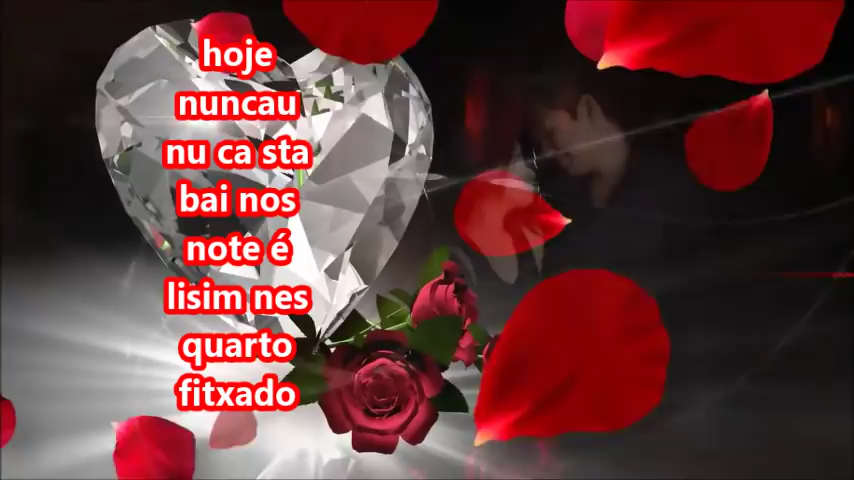 hoje
nuncau
nu ca sta
bai nos
note é
lisim nes
quarto
fitxado